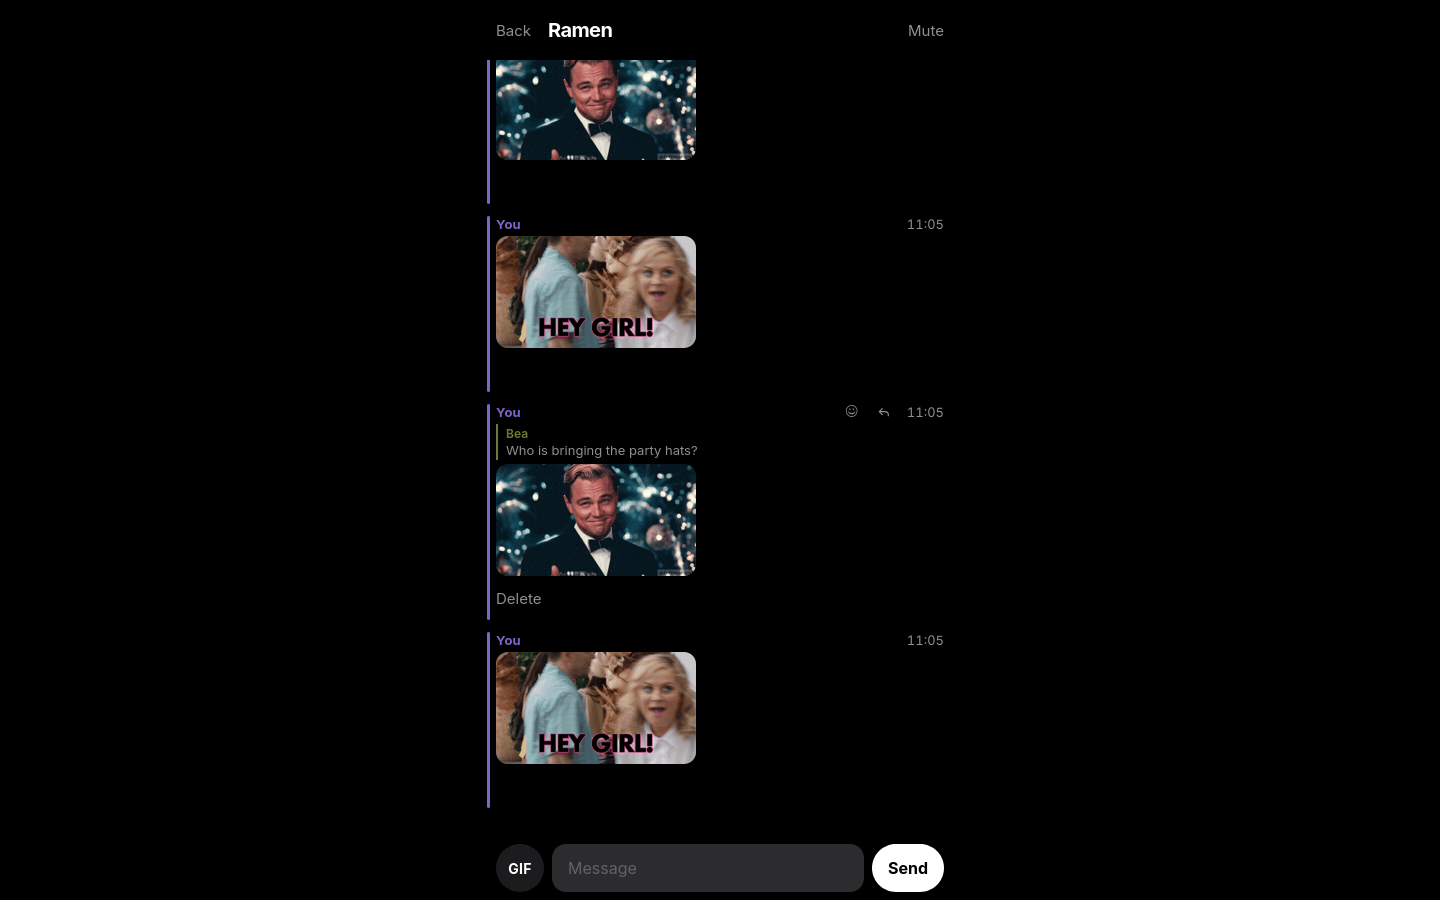 Back Ramen Mute
You 11:05
HEY GIRL!
You 11:05
Bea
Who is bringing the party hats?
Delete
You 11:05
HEY GIRL!
GIF Message Send